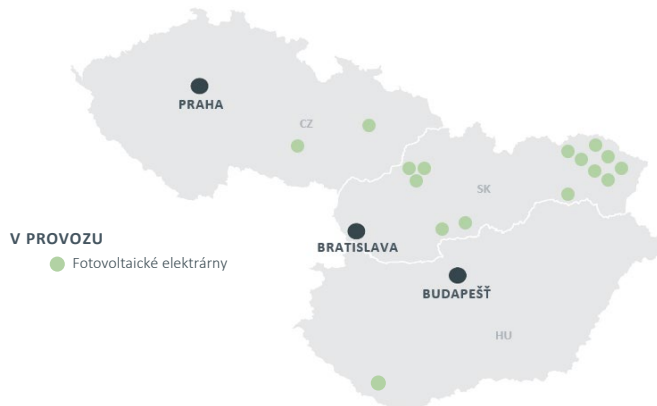 PRAHA
CZ
SK
V PROVOZU
Fotovoltaické elektrárny
BRATISLAVA
BUDAPEŠŤ
HU